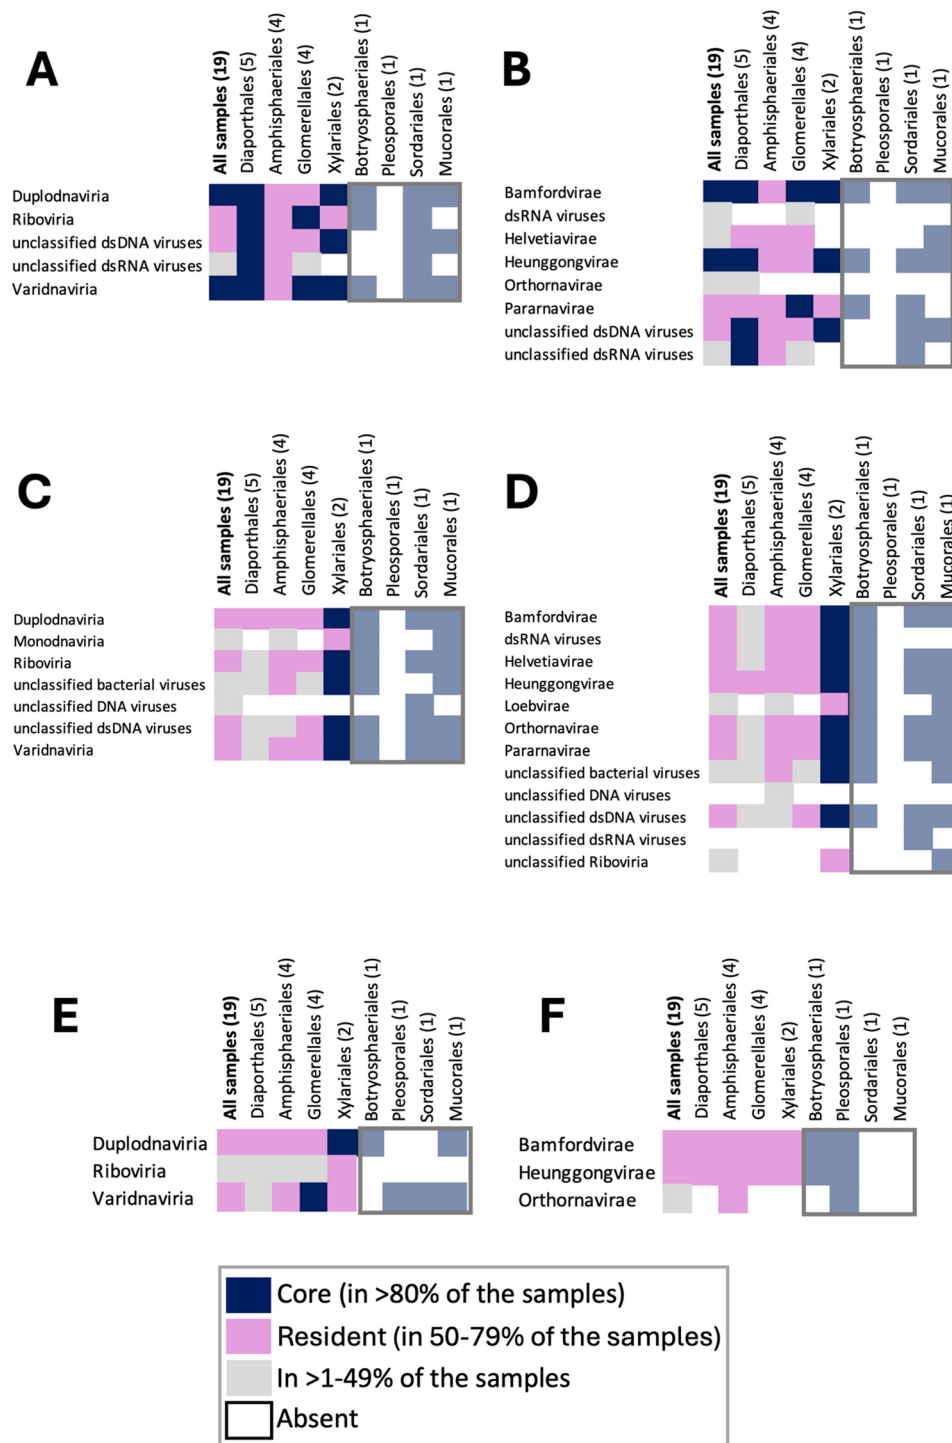 A
All samples (19)
Diaporthales (5)
Amphisphaeriales (4)
Glomerellales (4)
Xylariales (2)
Botryosphaeriales (1)
Pleosporales (1)
Sordariales (1)
Mucorales (1)
Duplodnaviria
Riboviria
unclassified dsDNA viruses
unclassified dsRNA viruses
Varidnaviria
B
All samples (19)
Diaporthales (5)
Amphisphaeriales (4)
Glomerellales (4)
Xylariales (2)
Botryosphaeriales (1)
Pleosporales (1)
Sordariales (1)
Mucorales (1)
Bamfordvirae
dsRNA viruses
Helvetiavirae
Heunggongvirae
Orthornavirae
Pararnavirae
unclassified dsDNA viruses
unclassified dsRNA viruses
C
All samples (19)
Diaporthales (5)
Amphisphaeriales (4)
Glomerellales (4)
Xylariales (2)
Botryosphaeriales (1)
Pleosporales (1)
Sordariales (1)
Mucorales (1)
Duplodnaviria
Monodnaviria
Riboviria
unclassified bacterial viruses
unclassified DNA viruses
unclassified dsDNA viruses
Varidnaviria
D
All samples (19)
Diaporthales (5)
Amphisphaeriales (4)
Glomerellales (4)
Xylariales (2)
Botryosphaeriales (1)
Pleosporales (1)
Sordariales (1)
Mucorales (1)
Bamfordvirae
dsRNA viruses
Helvetiavirae
Heunggongvirae
Loebvirae
Orthornavirae
Pararnavirae
unclassified bacterial viruses
unclassified DNA viruses
unclassified dsDNA viruses
unclassified dsRNA viruses
unclassified Riboviria
E
All samples (19)
Diaporthales (5)
Amphisphaeriales (4)
Glomerellales (4)
Xylariales (2)
Botryosphaeriales (1)
Pleosporales (1)
Sordariales (1)
Mucorales (1)
Duplodnaviria
Riboviria
Varidnaviria
F
All samples (19)
Diaporthales (5)
Amphisphaeriales (4)
Glomerellales (4)
Xylariales (2)
Botryosphaeriales (1)
Pleosporales (1)
Sordariales (1)
Mucorales (1)
Bamfordvirae
Heunggongvirae
Orthornavirae
Core (in >80% of the samples)
Resident (in 50-79% of the samples)
In >1-49% of the samples
Absent